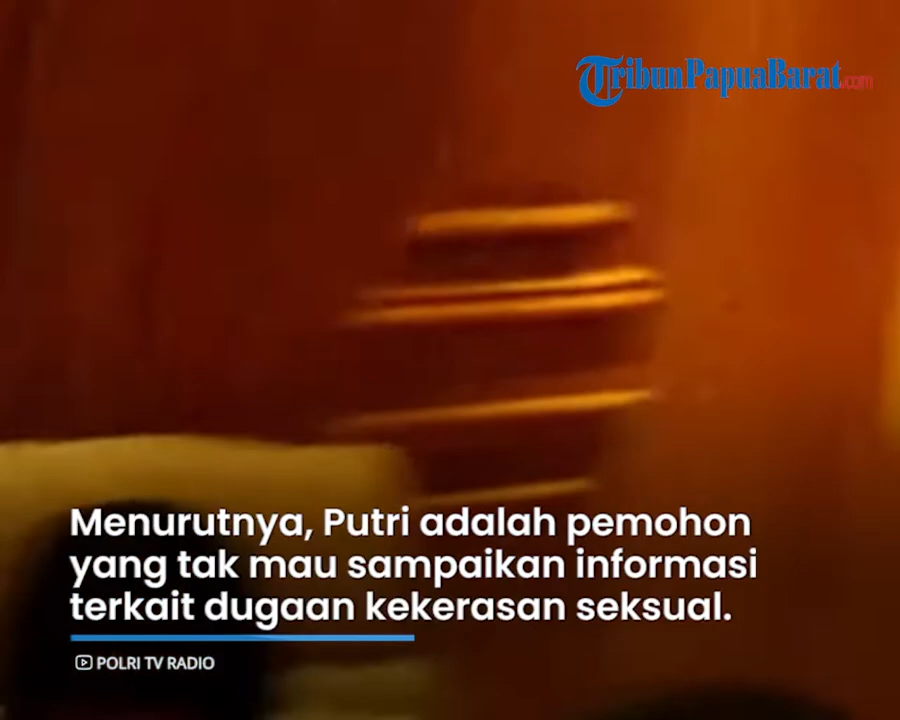 TribunPapuaBarat.com
Menurutnya, Putri adalah pemohon
yang tak mau sampaikan informasi
terkait dugaan kekerasan seksual.
POLRI TV RADIO